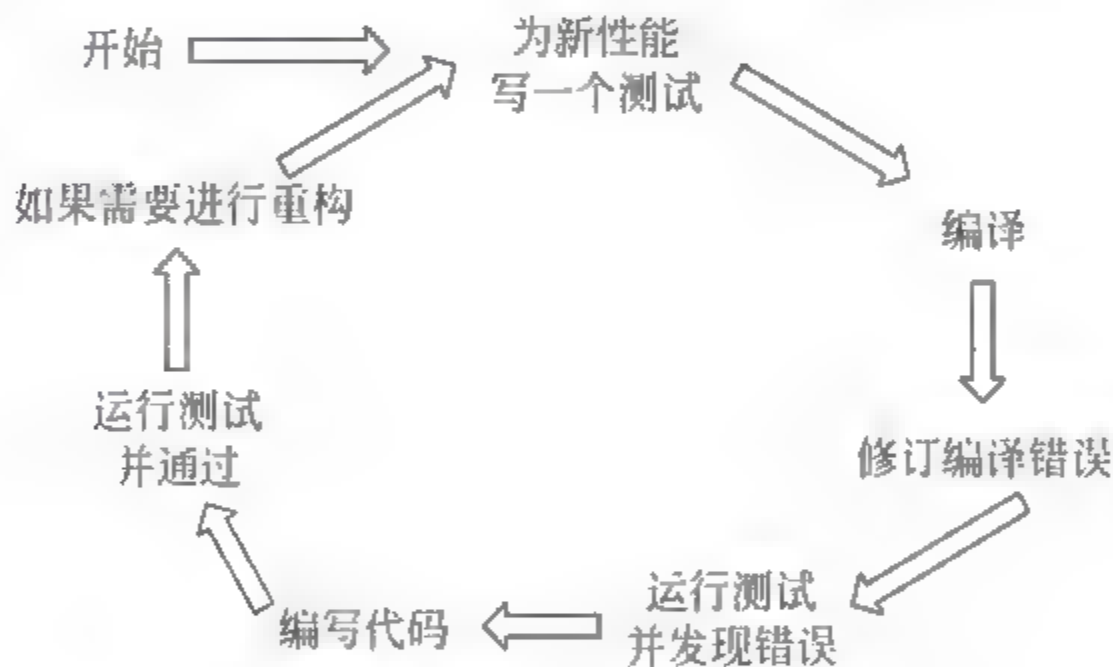 开始
为新性能
写一个测试
如果需要进行重构
编译
运行测试
并通过
修订编译错误
运行测试
并发现错误
编写代码